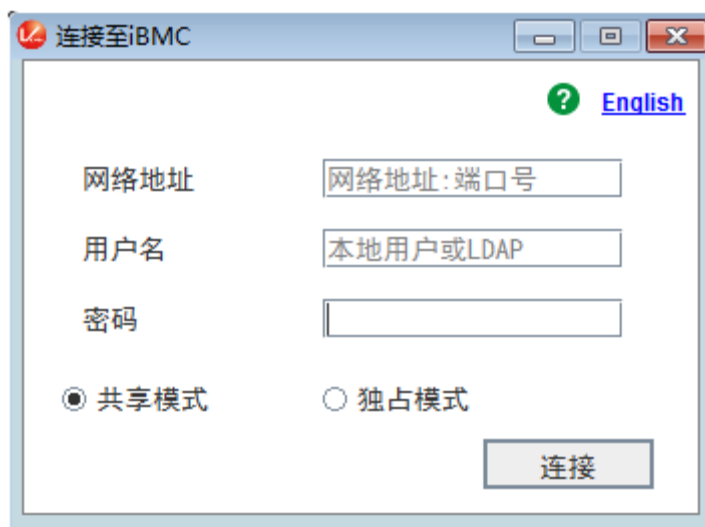 连接至iBMC
English
网络地址 网络地址:端口号
用户名 本地用户或LDAP
密码
共享模式 独占模式
连接